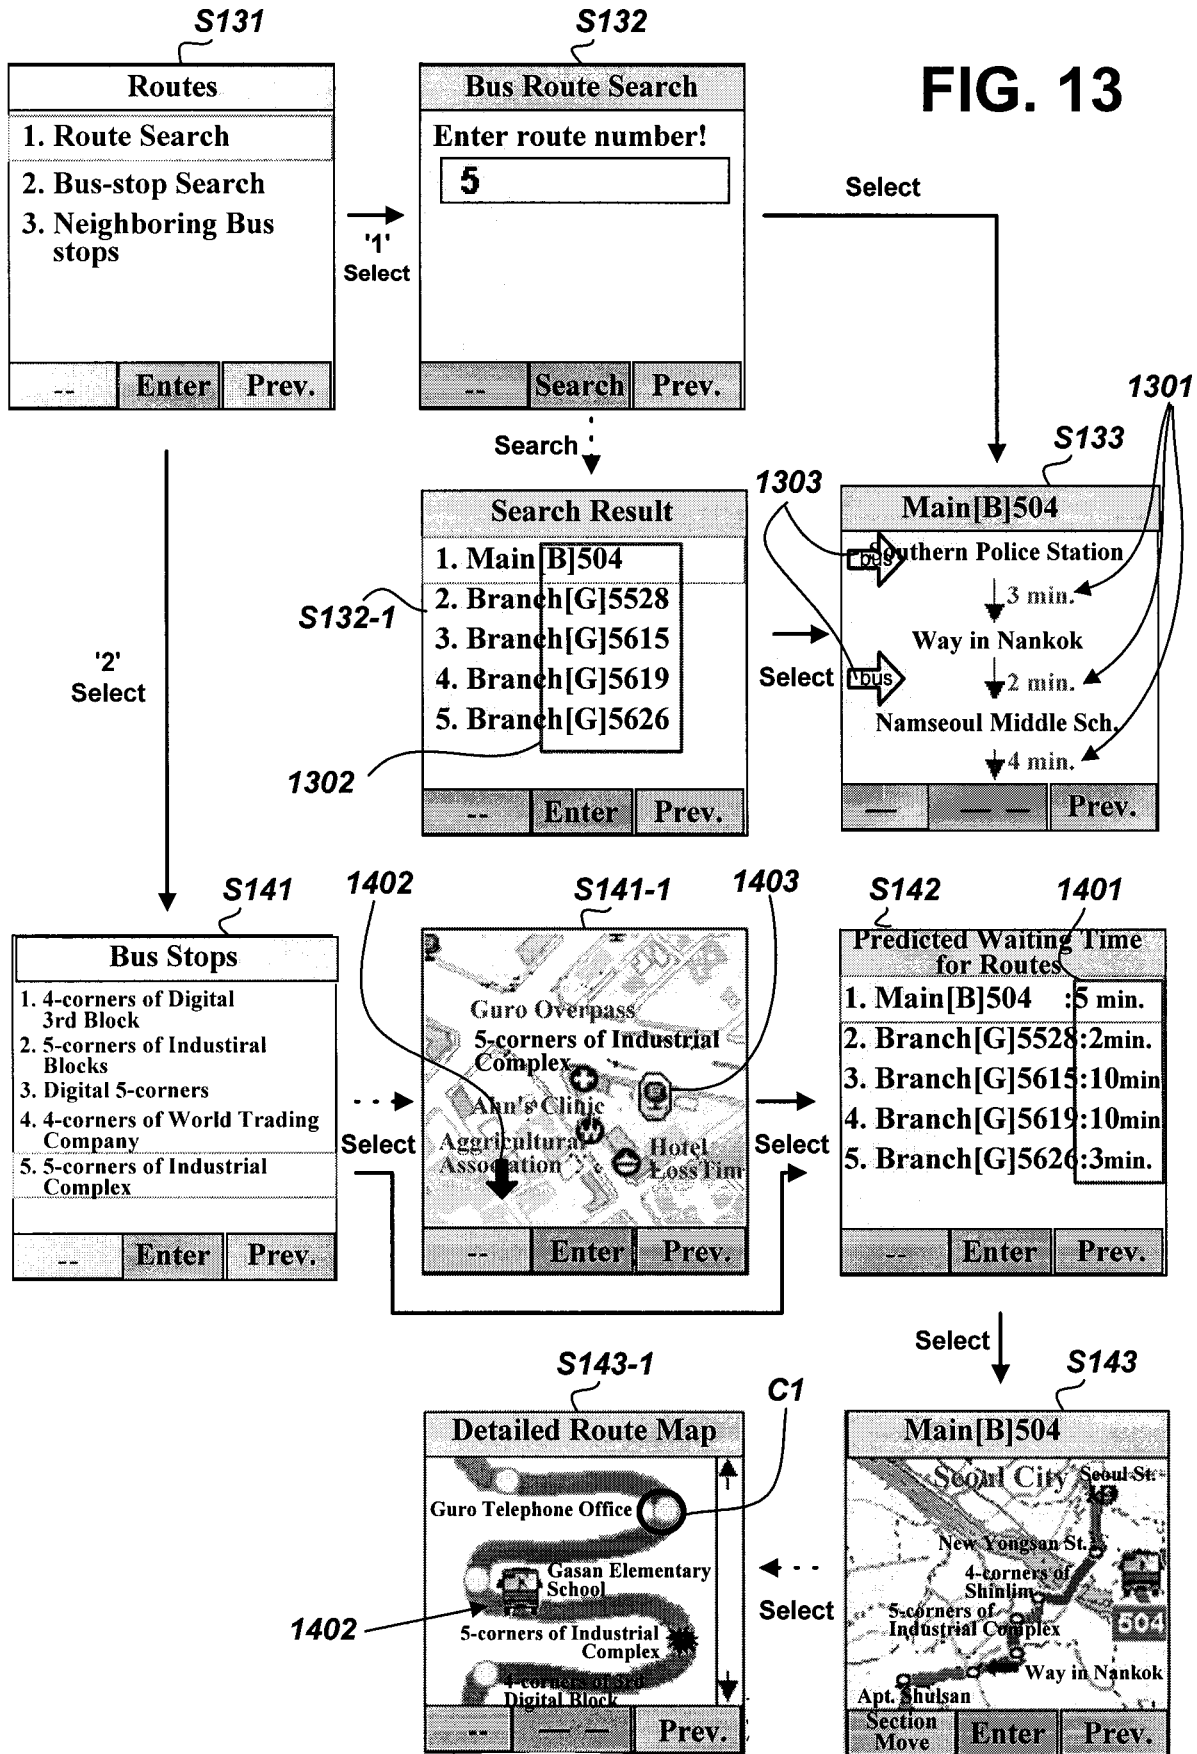 S131
S132
FIG. 13
Routes
1. Route Search
2. Bus-stop Search
3. Neighboring Bus
stops
-- Enter Prev.
'1'
Select
Bus Route Search
Enter route number!
5
-- Search Prev.
Select
Search
'2'
Select
Search Result
1. Main[B]504
2. Branch[G]5528
3. Branch[G]5615
4. Branch[G]5619
5. Branch[G]5626
-- Enter Prev.
S132-1
1302
Select
1303
S133
1301
Main[B]504
bus
Southern Police Station
3 min.
Way in Nankok
bus
2 min.
Namseoul Middle Sch.
4 min.
— — — Prev.
S141
Bus Stops
1. 4-corners of Digital
3rd Block
2. 5-corners of Industiral
Blocks
3. Digital 5-corners
4. 4-corners of World Trading
Company
5. 5-corners of Industrial
Complex
-- Enter Prev.
Select
1402
S141-1
1403
Guro Overpass
5-corners of Industrial
Complex
Ahn's Clinic
Aggricultural
Association
Hotel
LossTim
-- Enter Prev.
Select
S142
1401
Predicted Waiting Time
for Routes
1. Main[B]504 :5 min.
2. Branch[G]5528:2min.
3. Branch[G]5615:10min
4. Branch[G]5619:10min
5. Branch[G]5626:3min.
-- Enter Prev.
Select
S143-1
C1
Detailed Route Map
Guro Telephone Office
Gasan Elementary
School
1402
5-corners of Industrial
Complex
4-corners of 3rd
Digital Block
-- — — Prev.
Select
S143
Main[B]504
Seoul City
Seoul St.
New Yongsan St.
4-corners of
Shinlim
5-corners of
Industrial Complex
504
Way in Nankok
Apt. Shulsan
Section
Move
Enter Prev.